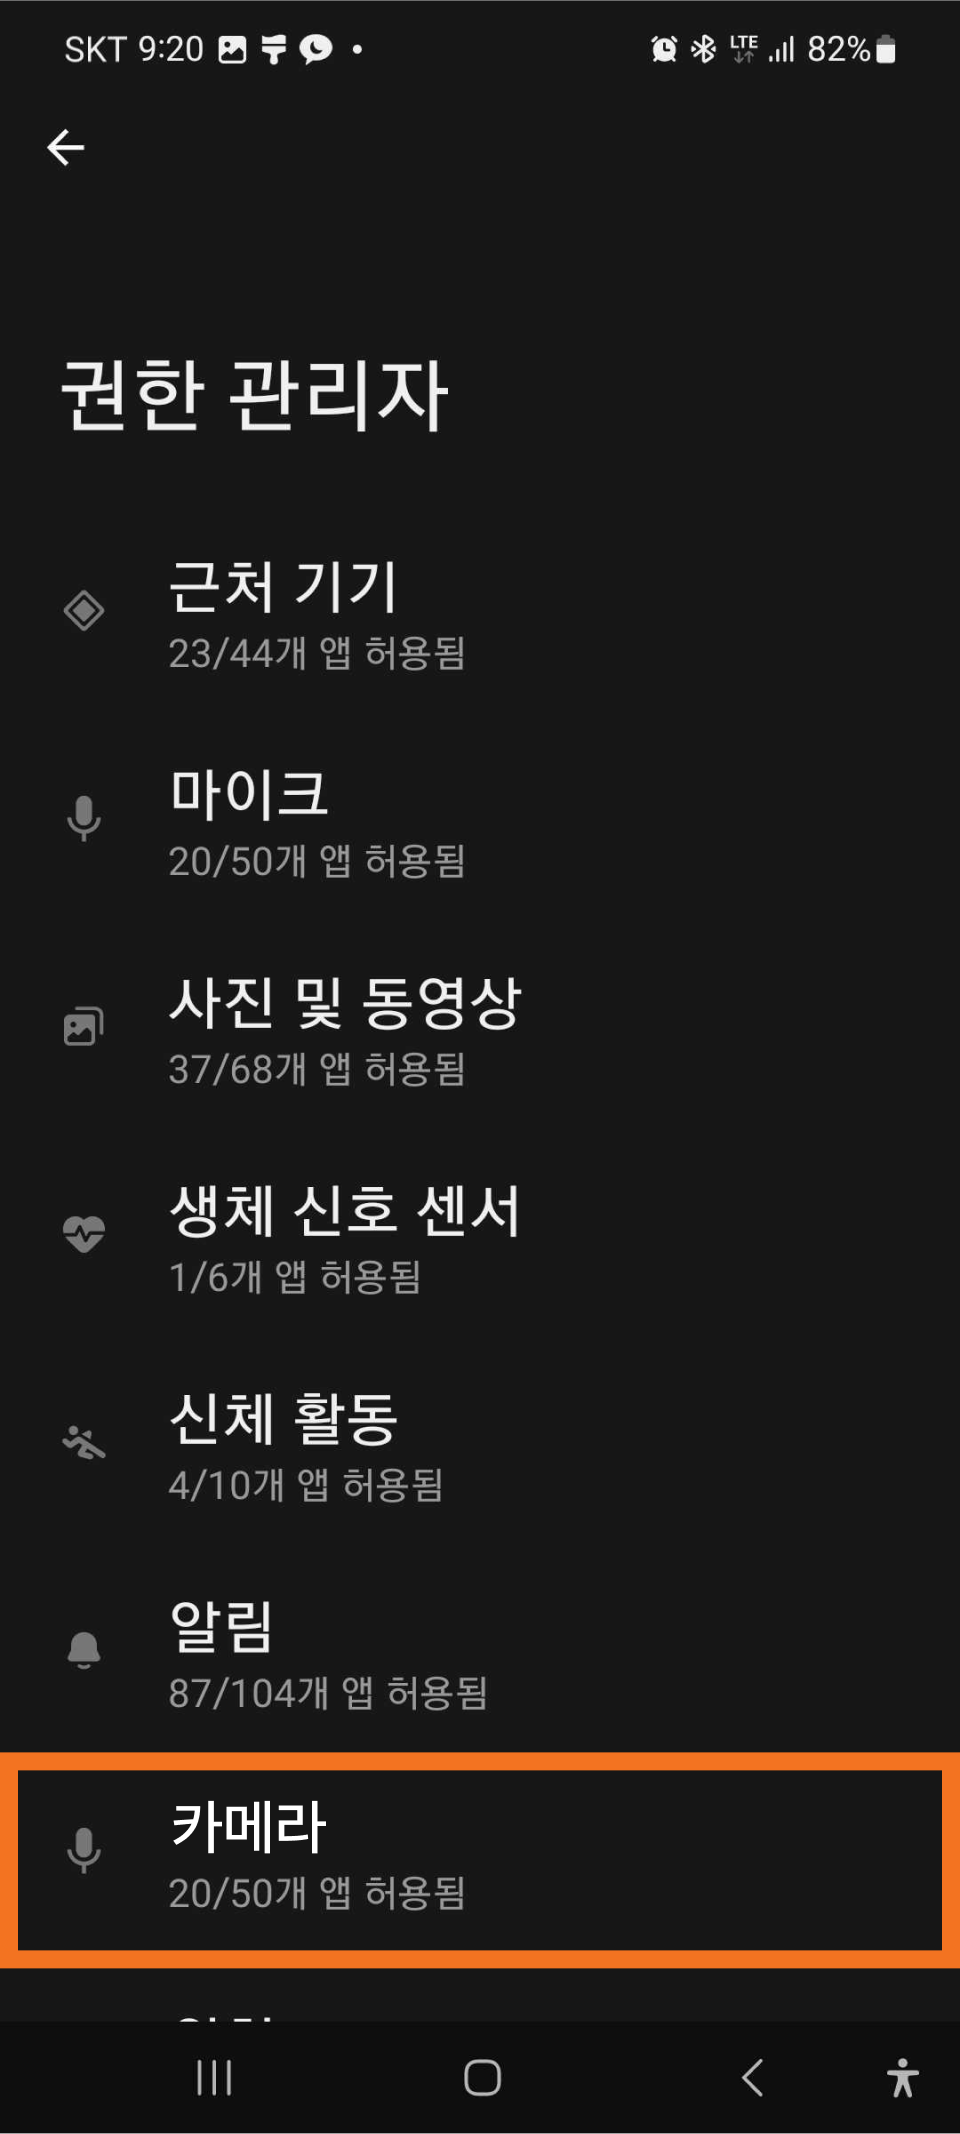 SKT 9:20
LTE
82%
권한 관리자
근처 기기
23/44개 앱 허용됨
마이크
20/50개 앱 허용됨
사진 및 동영상
37/68개 앱 허용됨
생체 신호 센서
1/6개 앱 허용됨
신체 활동
4/10개 앱 허용됨
알림
87/104개 앱 허용됨
카메라
20/50개 앱 허용됨